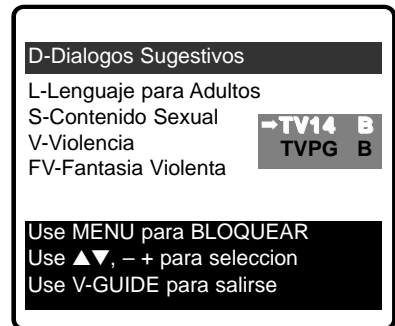 D-Dialogos Sugestivos
L-Lenguaje para Adultos
S-Contenido Sexual
V-Violencia
FV-Fantasia Violenta
➡TV14 B
TVPG B
Use MENU para BLOQUEAR
Use ▲▼, – + para seleccion
Use V-GUIDE para salirse